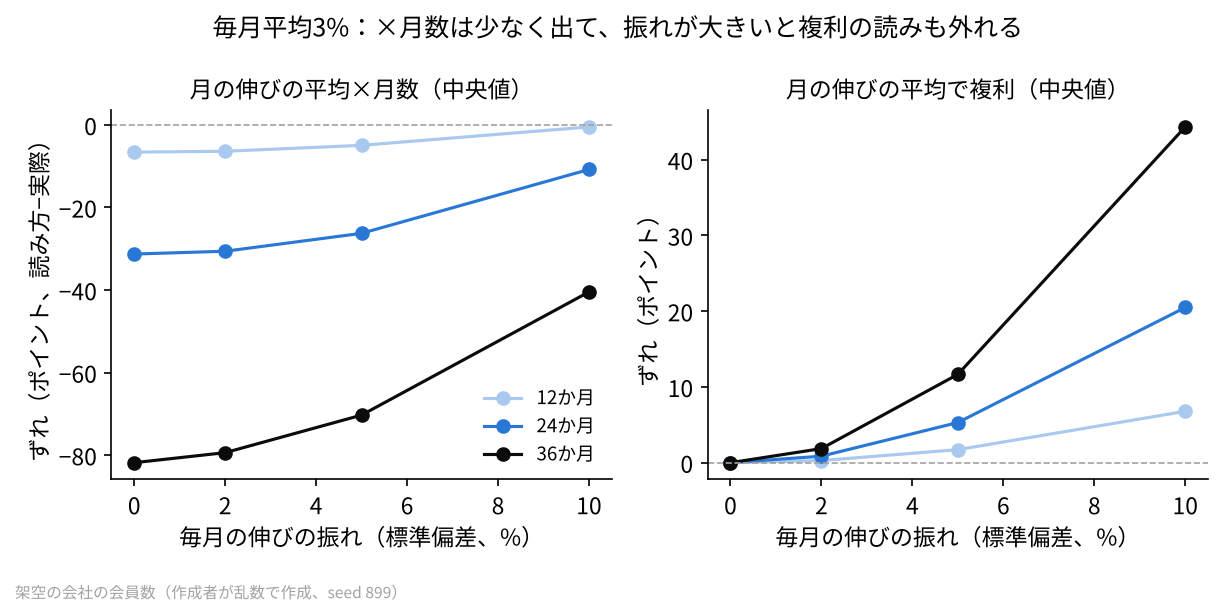 毎月平均3%：×月数は少なく出て、振れが大きいと複利の読みも外れる
月の伸びの平均×月数（中央値）
ずれ（ポイント、読み方−実際）
0
−20
−40
−60
−80
12か月
24か月
36か月
0 2 4 6 8 10
毎月の伸びの振れ（標準偏差、%）
月の伸びの平均で複利（中央値）
ずれ（ポイント）
40
30
20
10
0
0 2 4 6 8 10
毎月の伸びの振れ（標準偏差、%）
架空の会社の会員数（作成者が乱数で作成、seed 899）